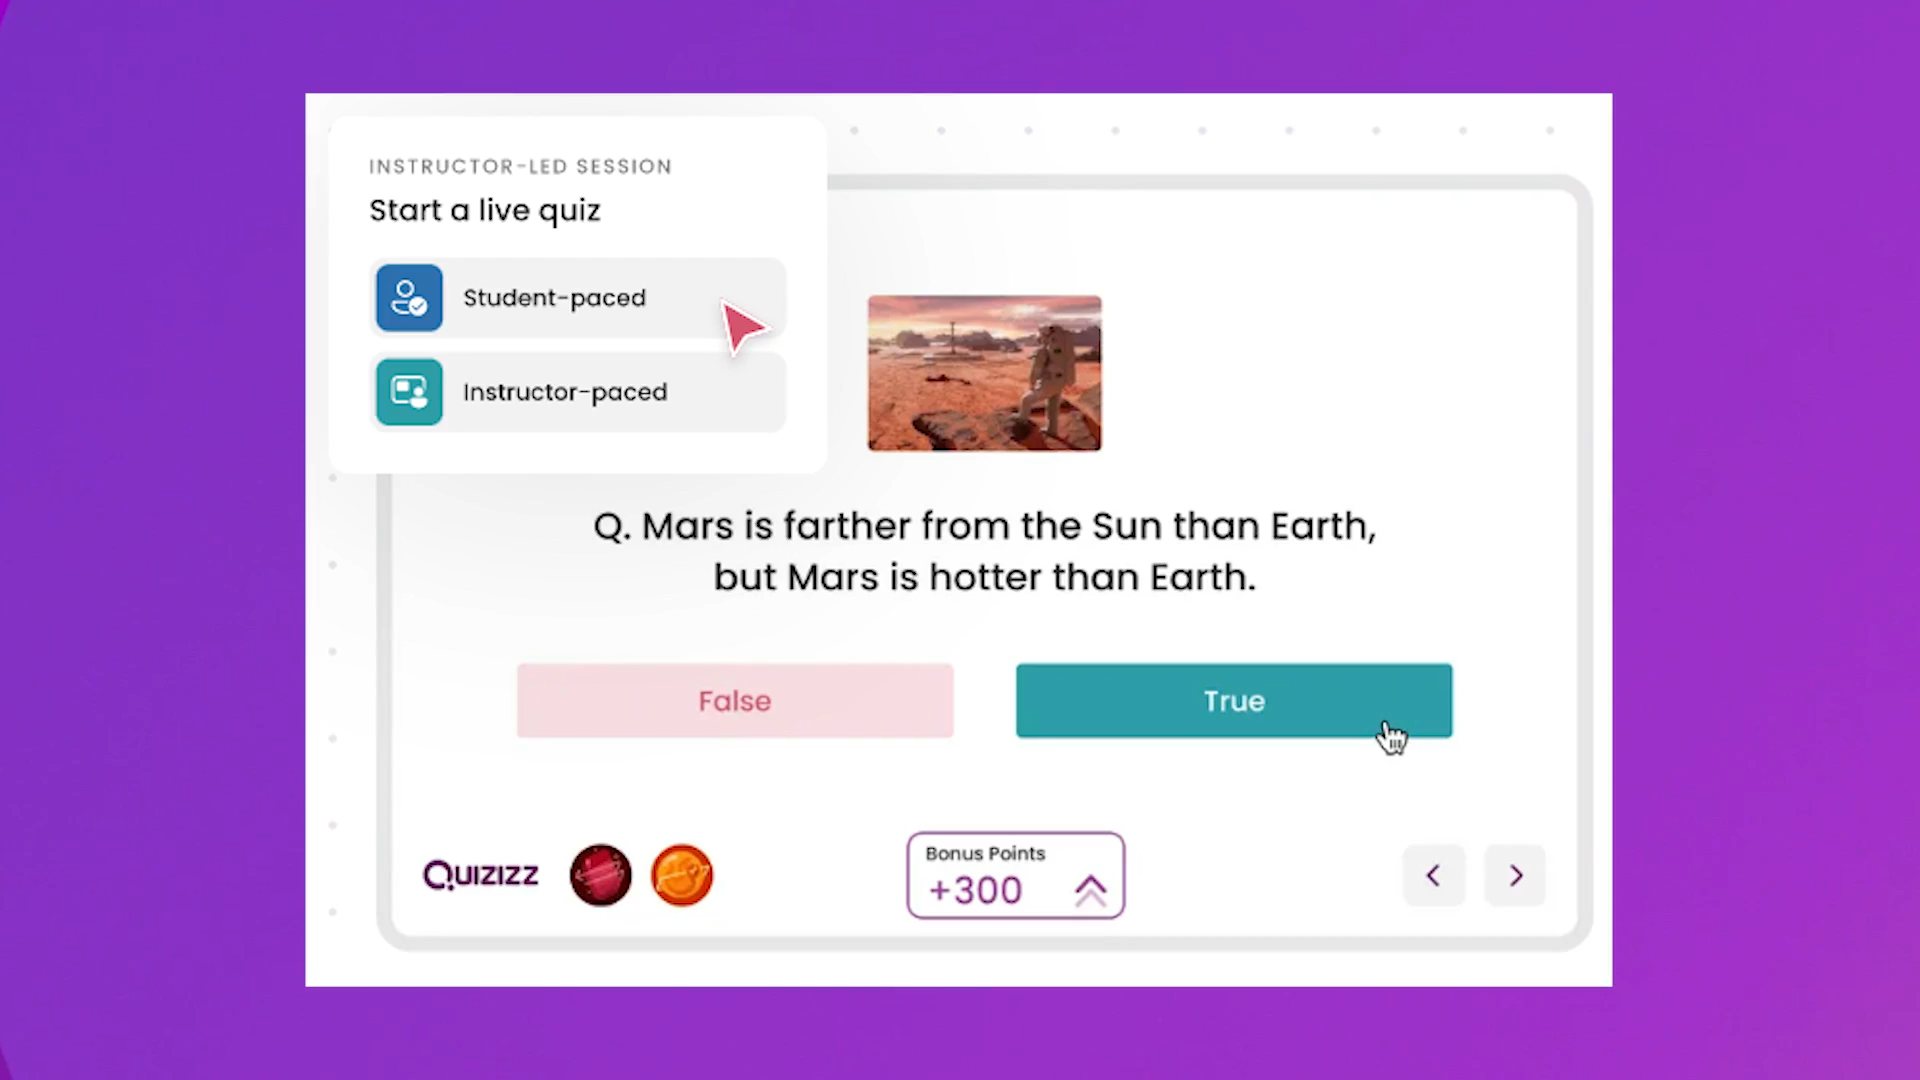 INSTRUCTOR-LED SESSION
Start a live quiz
Student-paced
Instructor-paced
Q. Mars is farther from the Sun than Earth,
but Mars is hotter than Earth.
False
True
QUIZIZZ
Bonus Points
+300